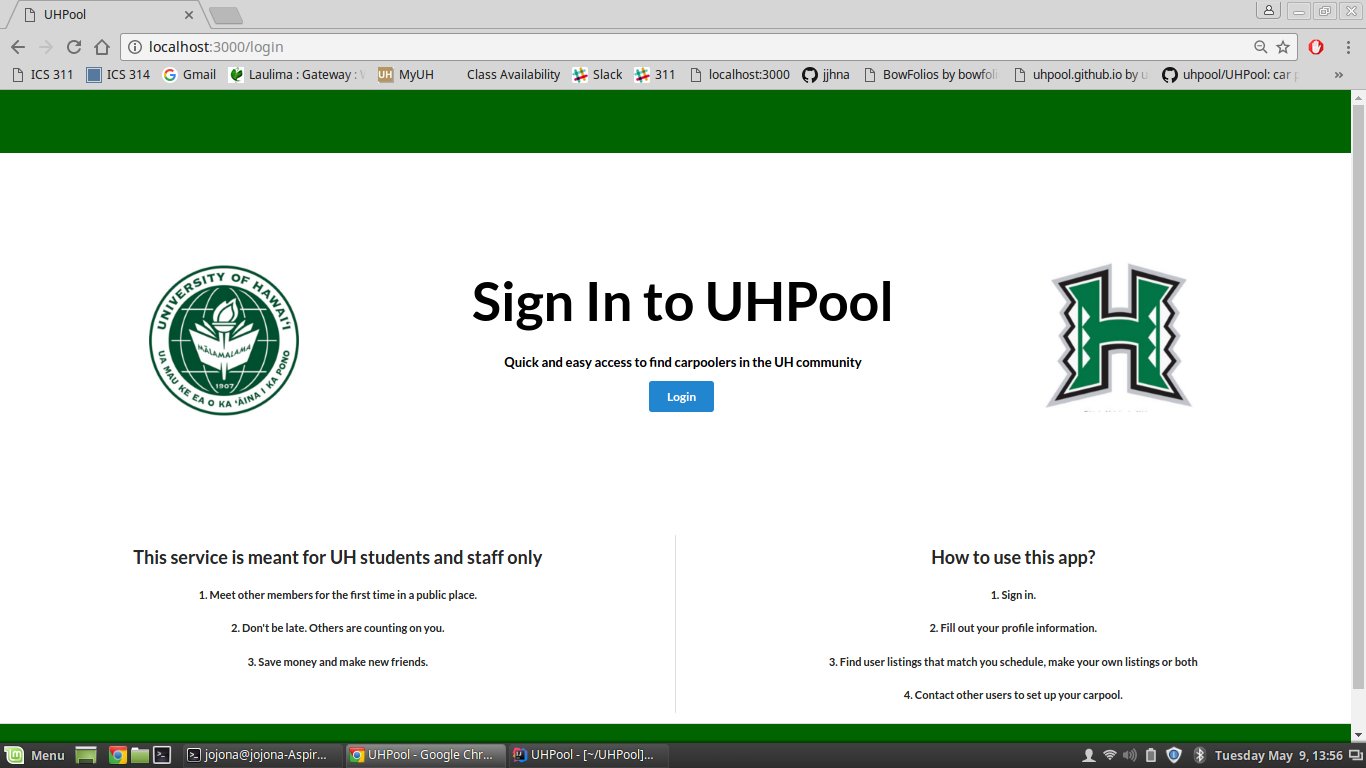 UHPool
localhost:3000/login
ICS 311 ICS 314 Gmail Laulima : Gateway : MyUH Class Availability Slack 311 localhost:3000 jjhna BowFolios by bowfoli uhpool.github.io by u uhpool/UHPool: car p »
UNIVERSITY OF HAWAI'I
MĀLAMALAMA
1907
UA MAU KE EA O KA 'ĀINA I KA PONO
Sign In to UHPool
Quick and easy access to find carpoolers in the UH community
Login
H
This service is meant for UH students and staff only
1. Meet other members for the first time in a public place.
2. Don't be late. Others are counting on you.
3. Save money and make new friends.
How to use this app?
1. Sign in.
2. Fill out your profile information.
3. Find user listings that match you schedule, make your own listings or both
4. Contact other users to set up your carpool.
Menu jojona@jojona-Aspir... UHPool - Google Chr... UHPool - [~/UHPool]... Tuesday May 9, 13:56